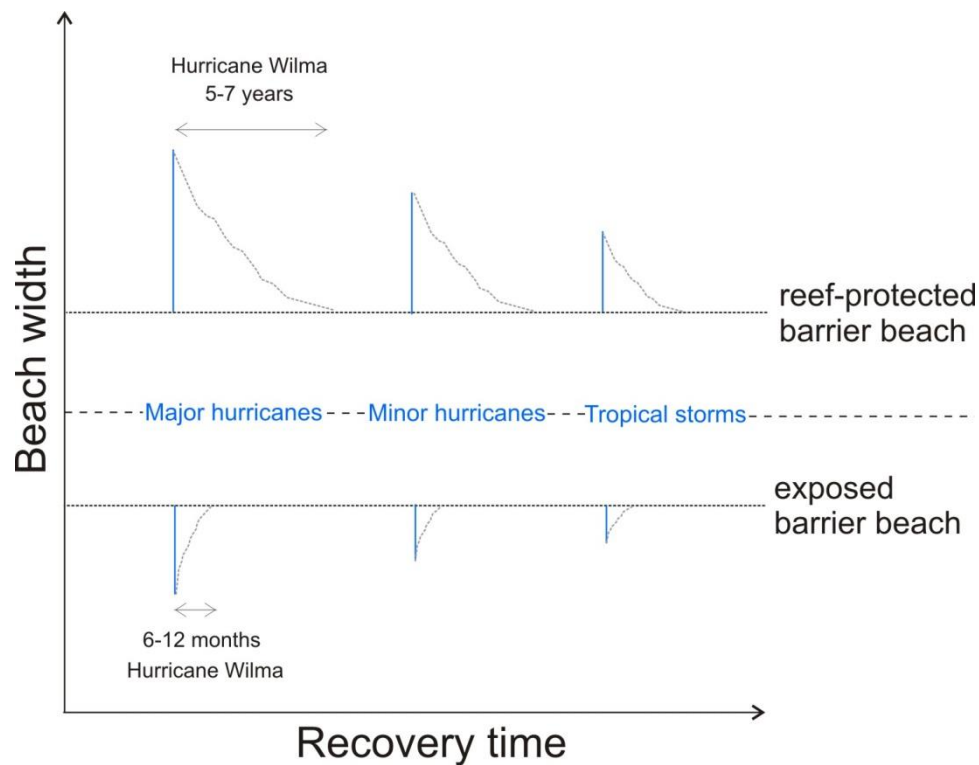 Hurricane Wilma
5-7 years
Beach width
reef-protected
barrier beach
Major hurricanes
Minor hurricanes
Tropical storms
exposed
barrier beach
6-12 months
Hurricane Wilma
Recovery time